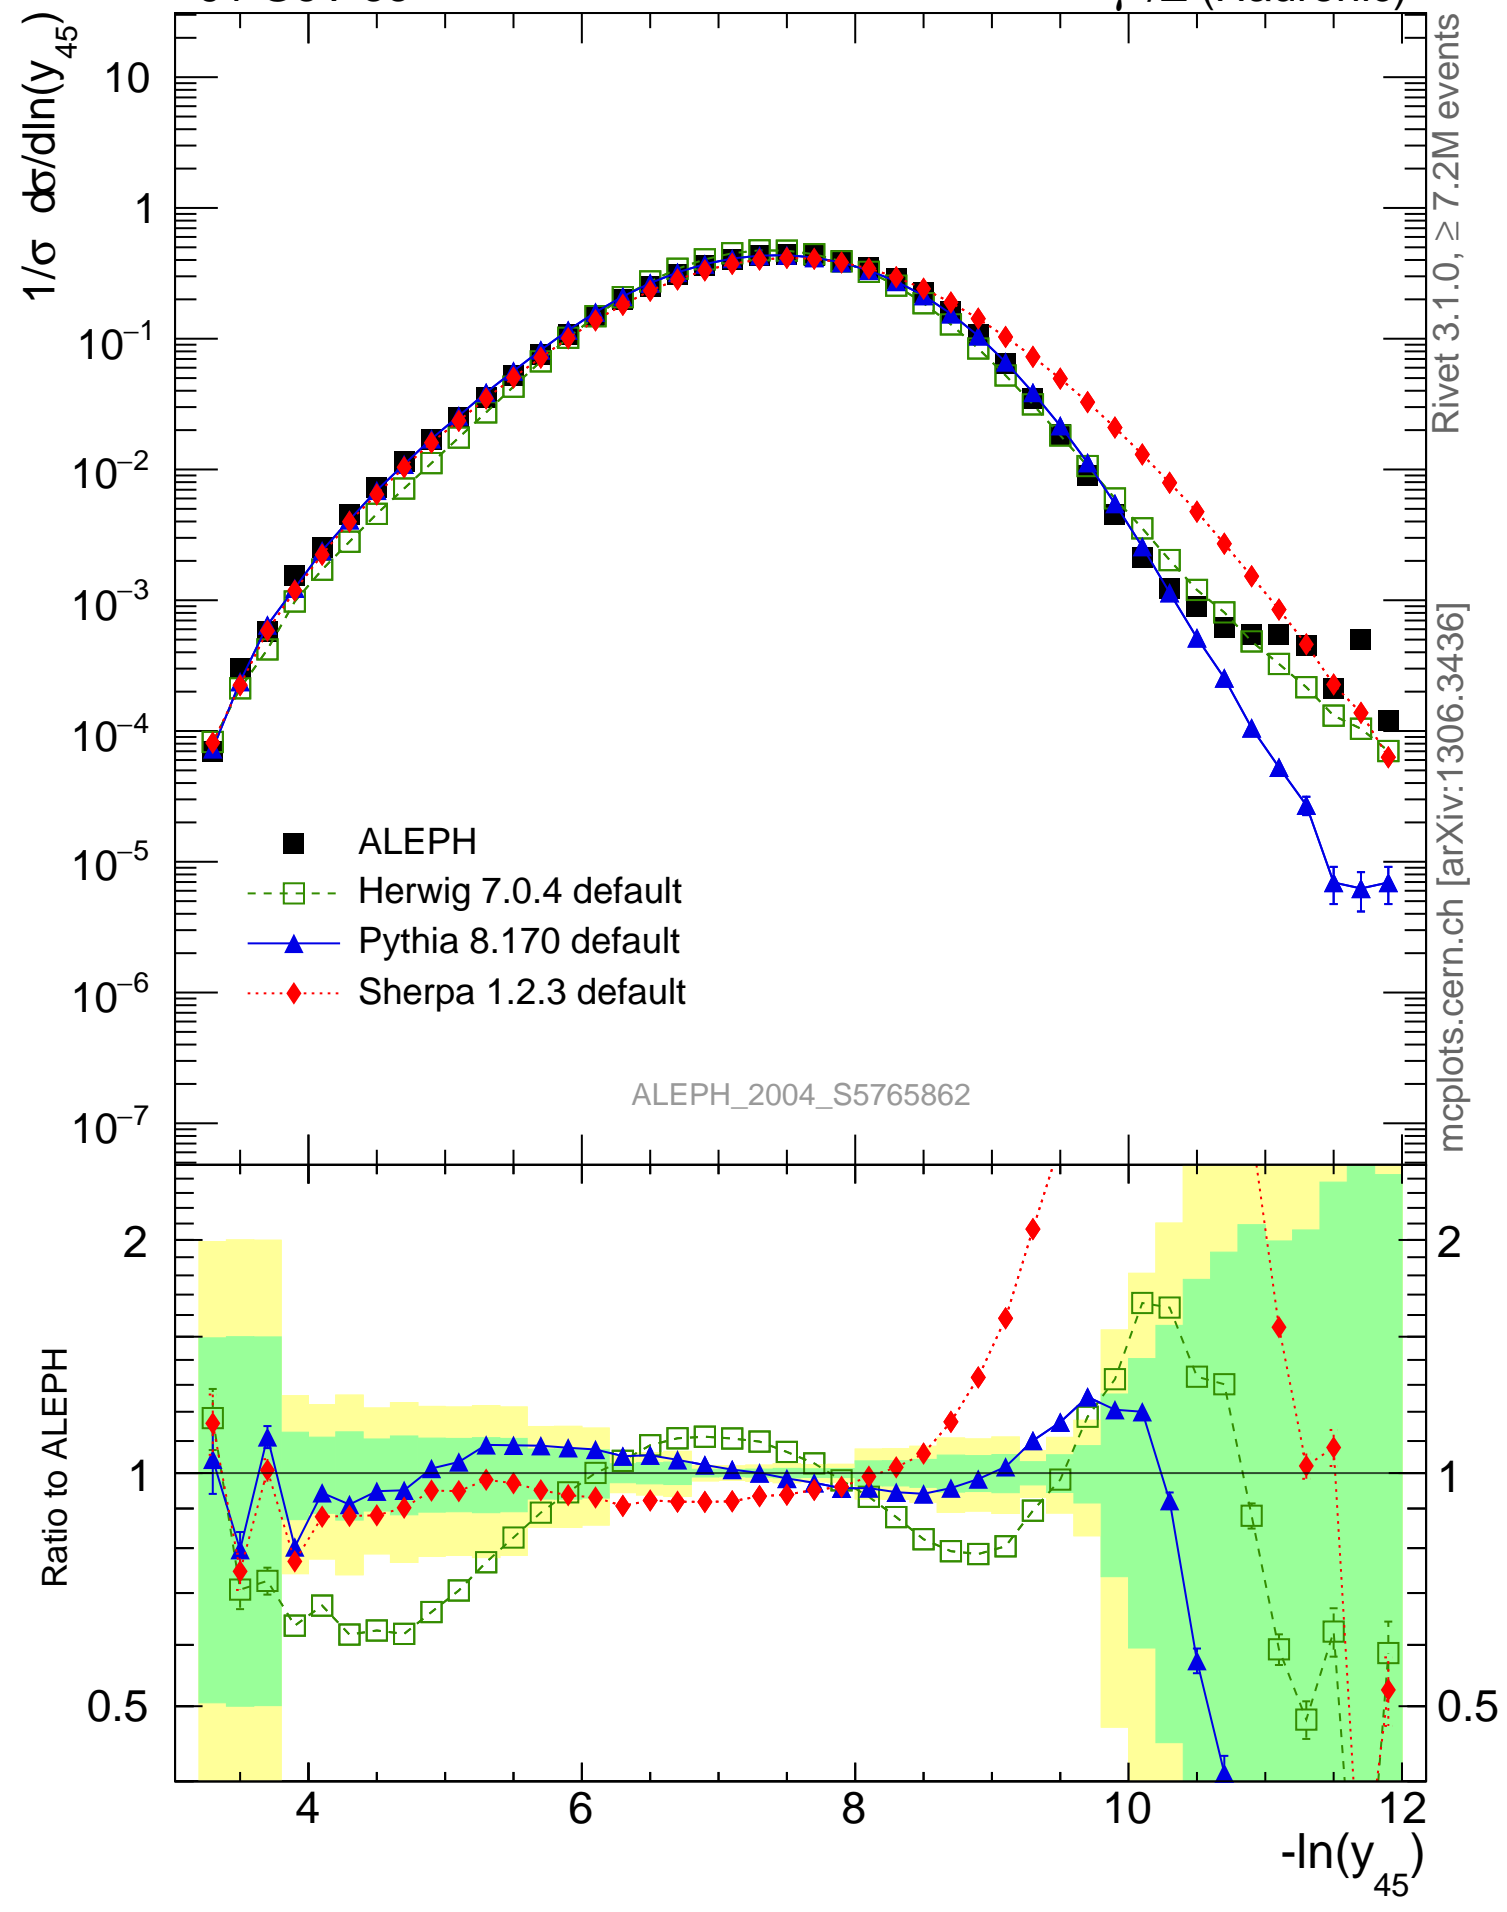 1/σ dσ/dln(y₄₅)
10
1
10⁻¹
10⁻²
10⁻³
10⁻⁴
10⁻⁵
10⁻⁶
10⁻⁷
ALEPH
Herwig 7.0.4 default
Pythia 8.170 default
Sherpa 1.2.3 default
ALEPH_2004_S5765862
Rivet 3.1.0, ≥ 7.2M events
mcplots.cern.ch [arXiv:1306.3436]
Ratio to ALEPH
2
1
0.5
2
1
0.5
4
6
8
10
12
-ln(y₄₅)